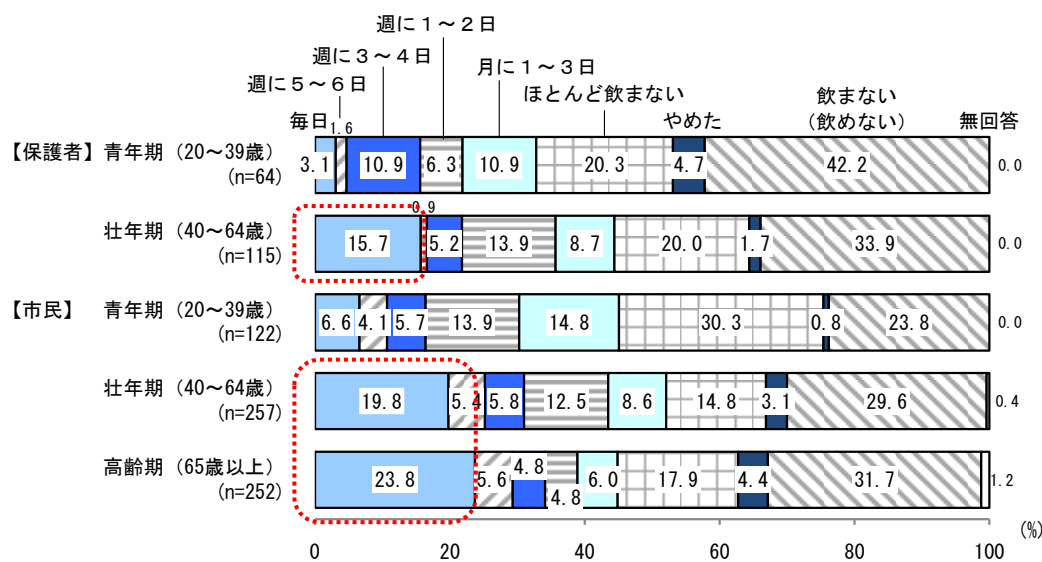 週に１～２日
週に３～４日
週に５～６日
月に１～３日
ほとんど飲まない
毎日
やめた
飲まない
（飲めない）
無回答
【保護者】青年期（20～39歳）
(n=64)
3.1
1.6
10.9
6.3
10.9
20.3
4.7
42.2
0.0
壮年期（40～64歳）
(n=115)
15.7
0.9
5.2
13.9
8.7
20.0
1.7
33.9
0.0
【市民】 青年期（20～39歳）
(n=122)
6.6
4.1
5.7
13.9
14.8
30.3
0.8
23.8
0.0
壮年期（40～64歳）
(n=257)
19.8
5.4
5.8
12.5
8.6
14.8
3.1
29.6
0.4
高齢期（65歳以上）
(n=252)
23.8
5.6
4.8
4.8
6.0
17.9
4.4
31.7
1.2
(%)
0
20
40
60
80
100